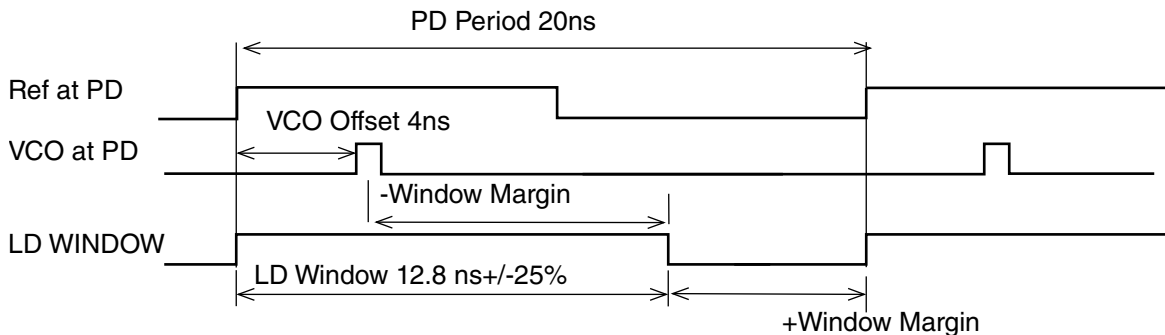 PD Period 20ns
Ref at PD
VCO Offset 4ns
VCO at PD
-Window Margin
LD WINDOW
LD Window 12.8 ns+/-25%
+Window Margin